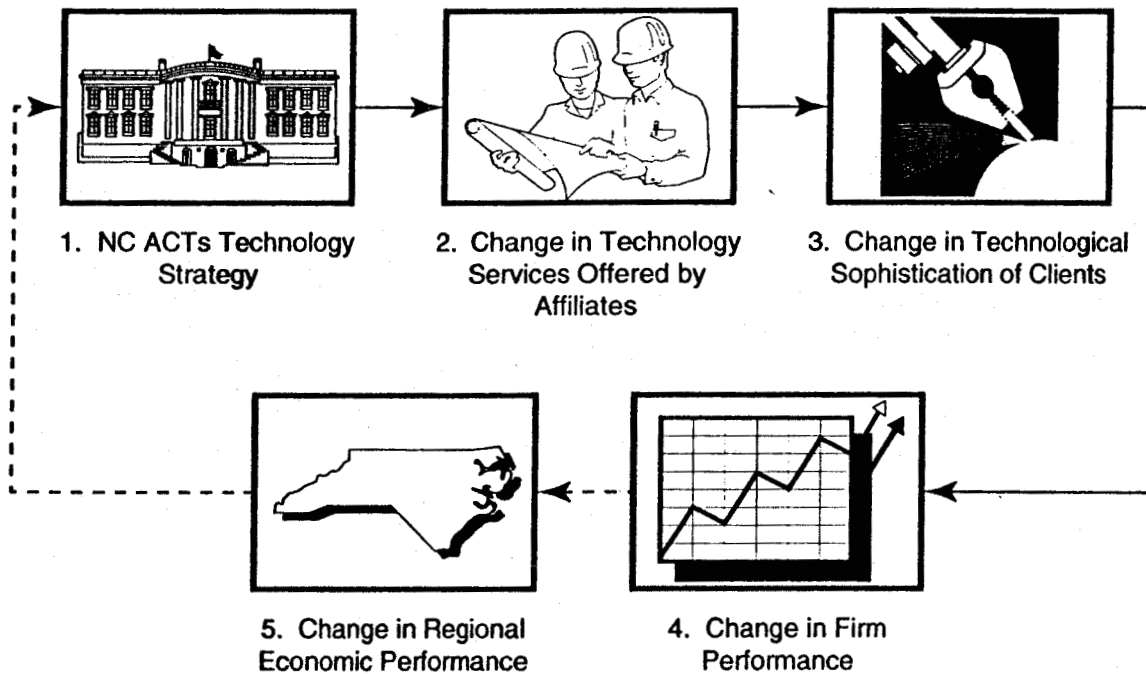 1. NC ACTs Technology
Strategy
2. Change in Technology
Services Offered by
Affiliates
3. Change in Technological
Sophistication of Clients
4. Change in Firm
Performance
5. Change in Regional
Economic Performance